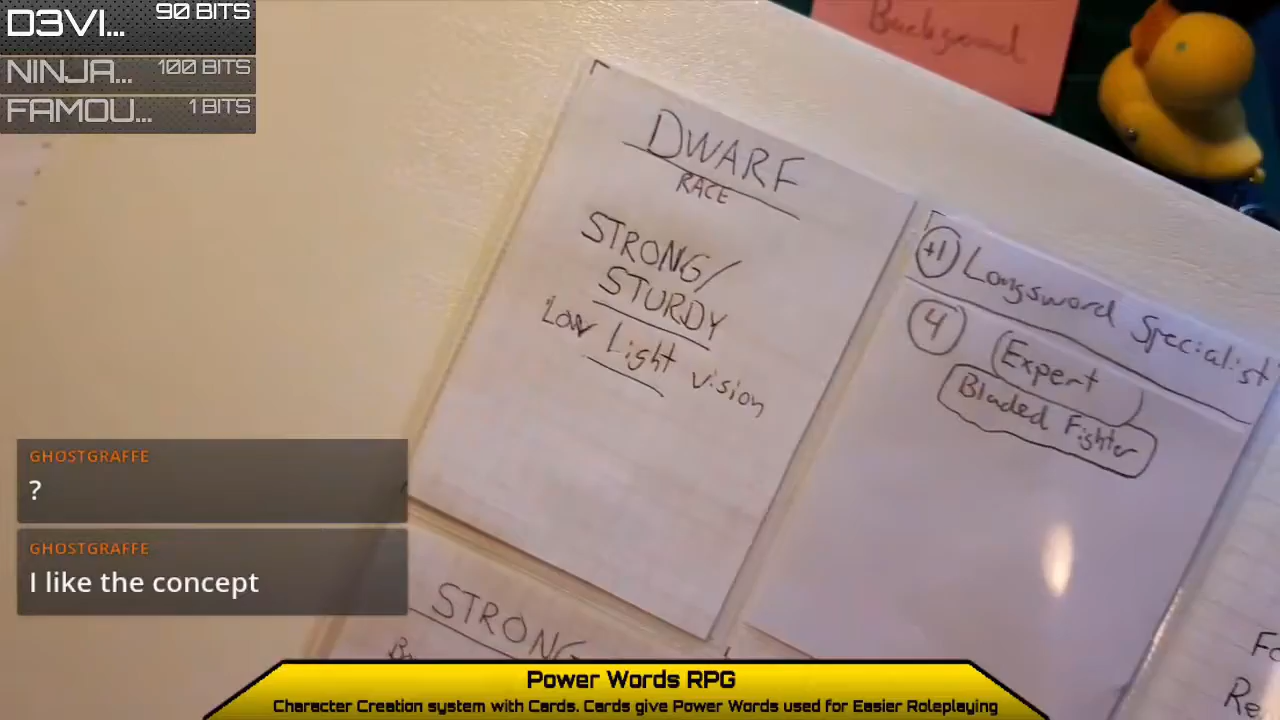 D3VI... 90 BITS
NINJA... 100 BITS
FAMOU... 1 BITS
Background
DWARF
RACE
STRONG/
STURDY
Low Light vision
+1 Longsword Specialist
4 Expert
Bladed Fighter
STRONG
GHOSTGRAFFE
?
GHOSTGRAFFE
I like the concept
Power Words RPG
Character Creation system with Cards. Cards give Power Words used for Easier Roleplaying